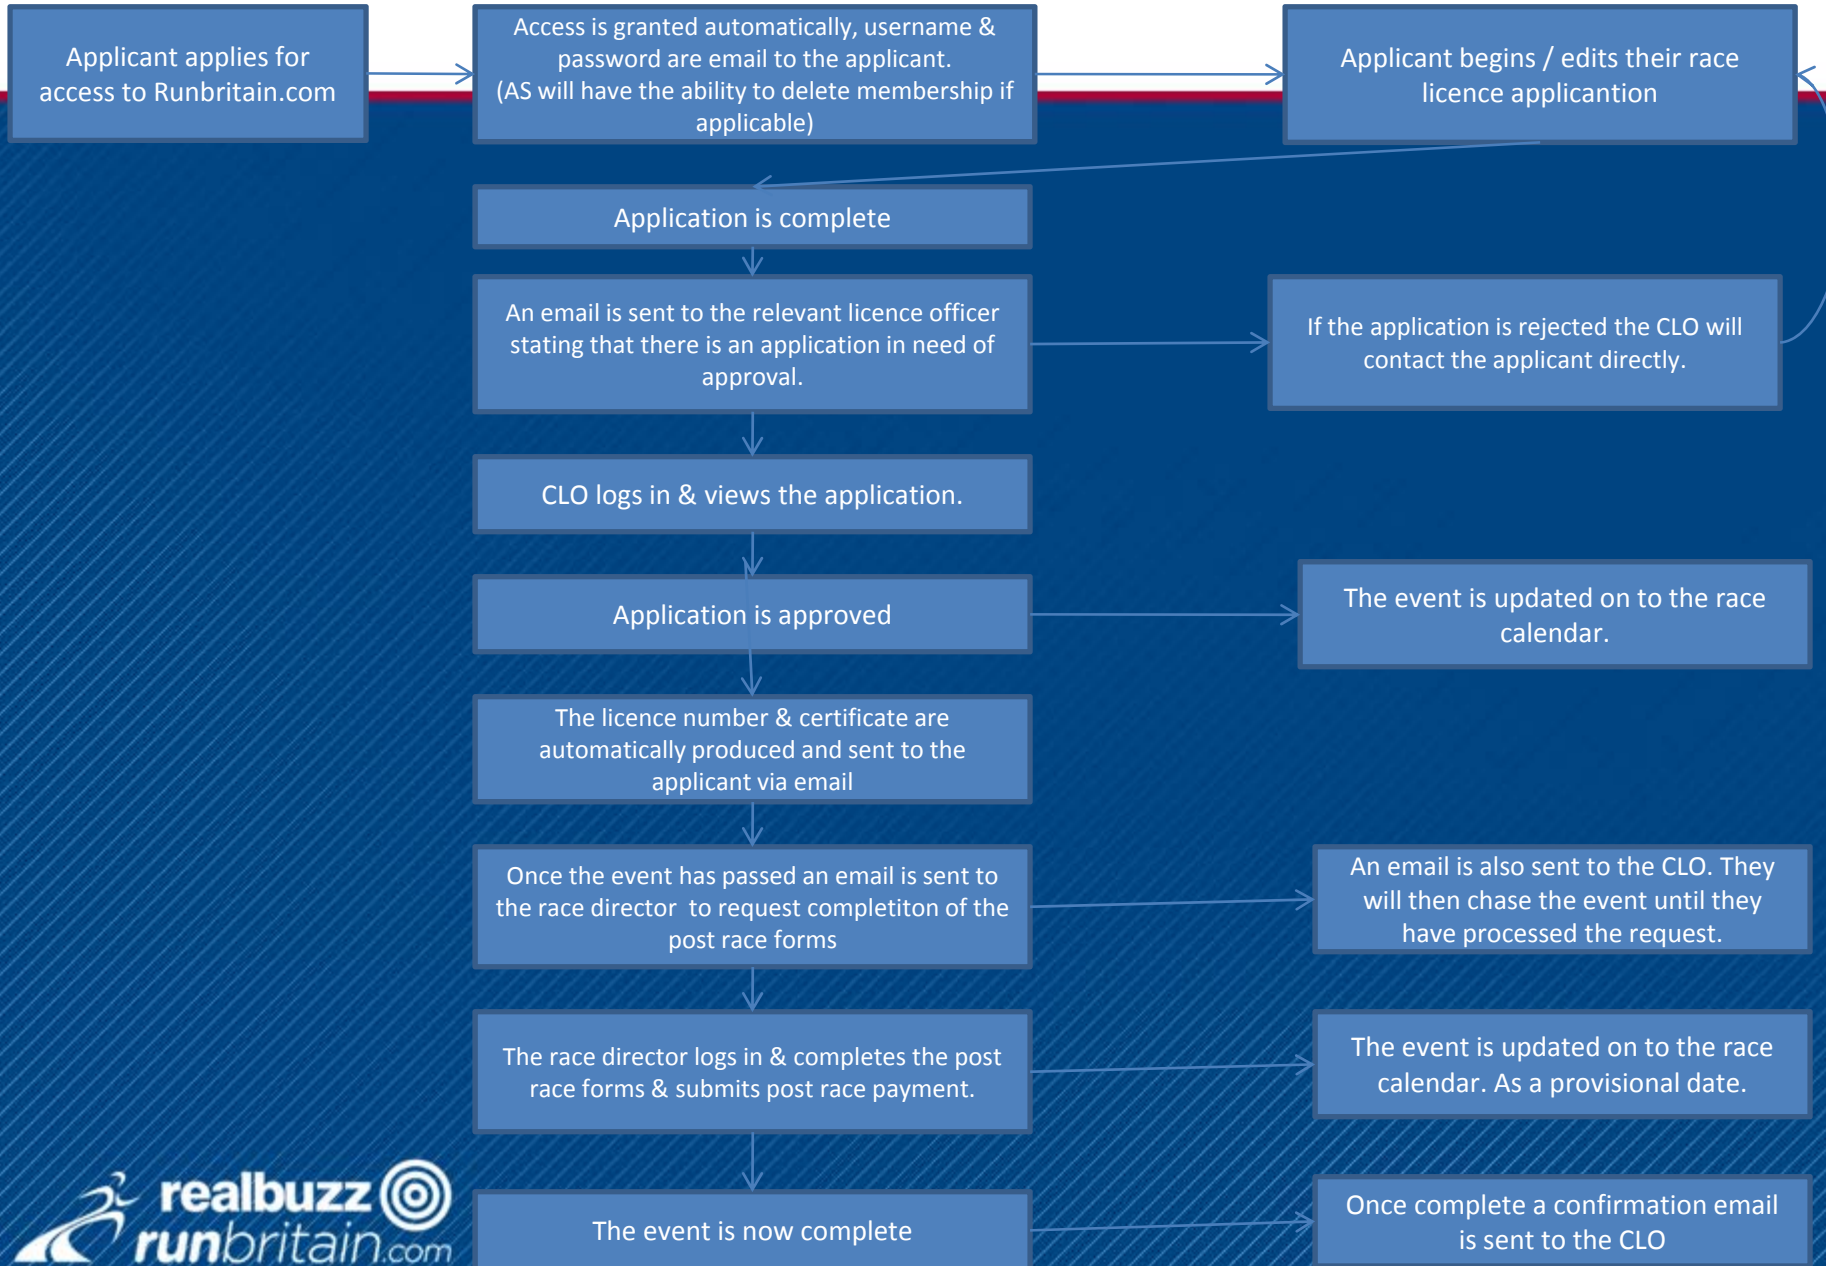 Applicant applies for
access to Runbritain.com
Access is granted automatically, username &
password are email to the applicant.
(AS will have the ability to delete membership if
applicable)
Applicant begins / edits their race
licence applicantion
Application is complete
An email is sent to the relevant licence officer
stating that there is an application in need of
approval.
If the application is rejected the CLO will
contact the applicant directly.
CLO logs in & views the application.
Application is approved
The event is updated on to the race
calendar.
The licence number & certificate are
automatically produced and sent to the
applicant via email
Once the event has passed an email is sent to
the race director to request completiton of the
post race forms
An email is also sent to the CLO. They
will then chase the event until they
have processed the request.
The race director logs in & completes the post
race forms & submits post race payment.
The event is updated on to the race
calendar. As a provisional date.
The event is now complete
Once complete a confirmation email
is sent to the CLO
realbuzz
runbritain.com